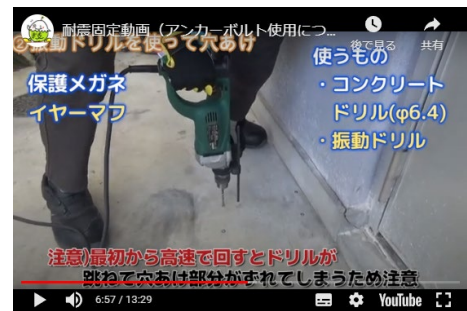 耐震固定動画（アンカーボルト使用につ...
後で見る
共有
②振動ドリルを使って穴あけ
保護メガネ
イヤーマフ
使うもの
・コンクリート
ドリル(φ6.4)
・振動ドリル
注意)最初から高速で回すとドリルが
跳ねて穴あけ部分がずれてしまうため注意
6:57 / 13:29
YouTube